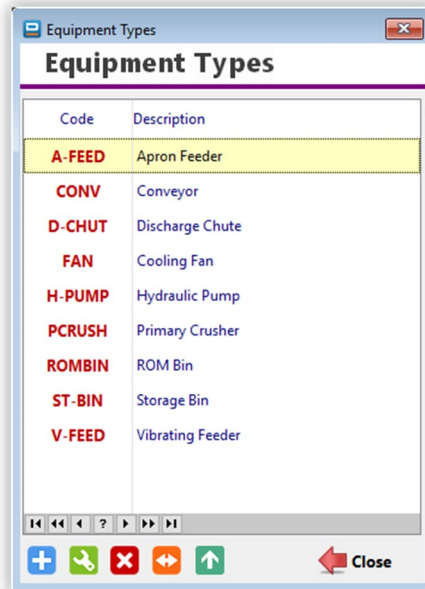 Equipment Types
Equipment Types
Code Description
A-FEED Apron Feeder
CONV Conveyor
D-CHUT Discharge Chute
FAN Cooling Fan
H-PUMP Hydraulic Pump
PCRUSH Primary Crusher
ROMBIN ROM Bin
ST-BIN Storage Bin
V-FEED Vibrating Feeder
?
Close